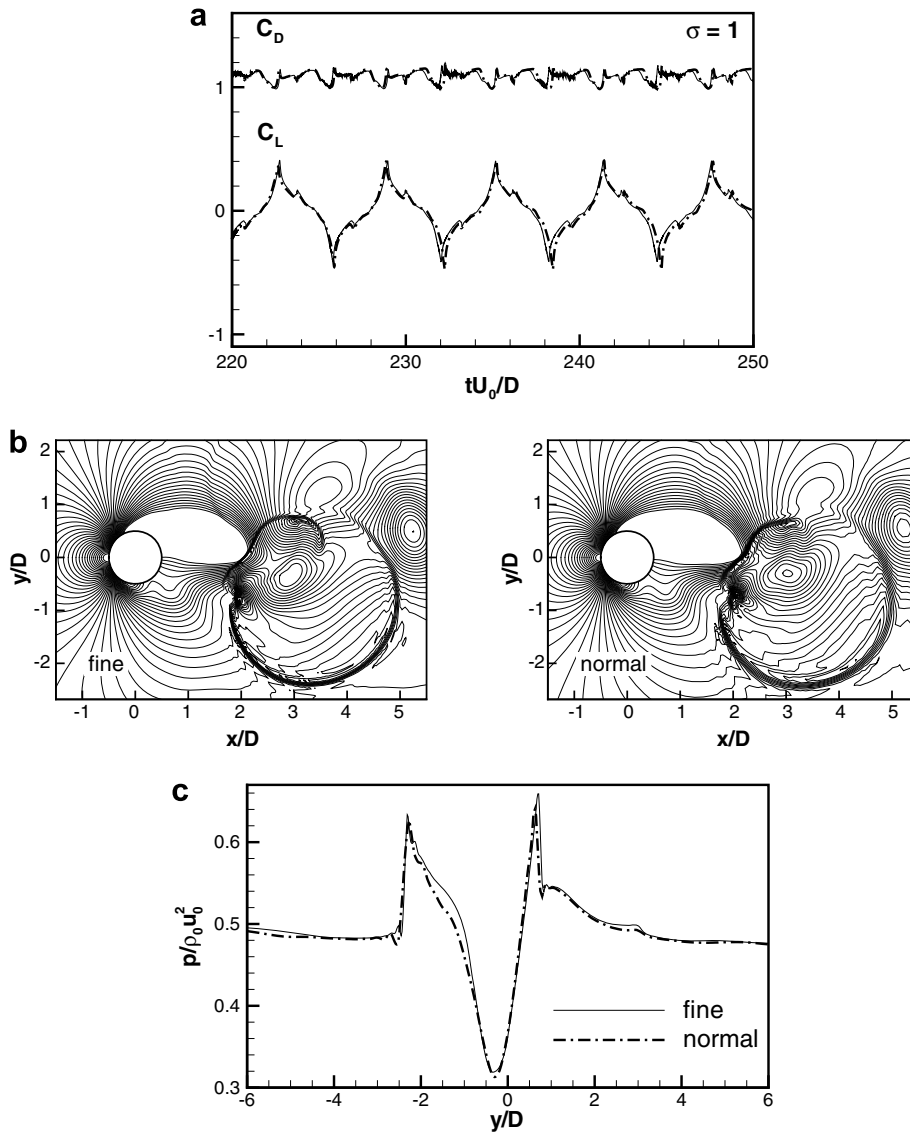 a
C_D
σ = 1
1
C_L
0
-1
220 230 240 250
tU_0/D
b
2
1
0
-1
-2
y/D
fine
-1 0 1 2 3 4 5
x/D
2
1
0
-1
-2
y/D
normal
-1 0 1 2 3 4 5
x/D
c
0.6
0.5
0.4
0.3
p/ρ_0u_0^2
fine
normal
-6 -4 -2 0 2 4 6
y/D